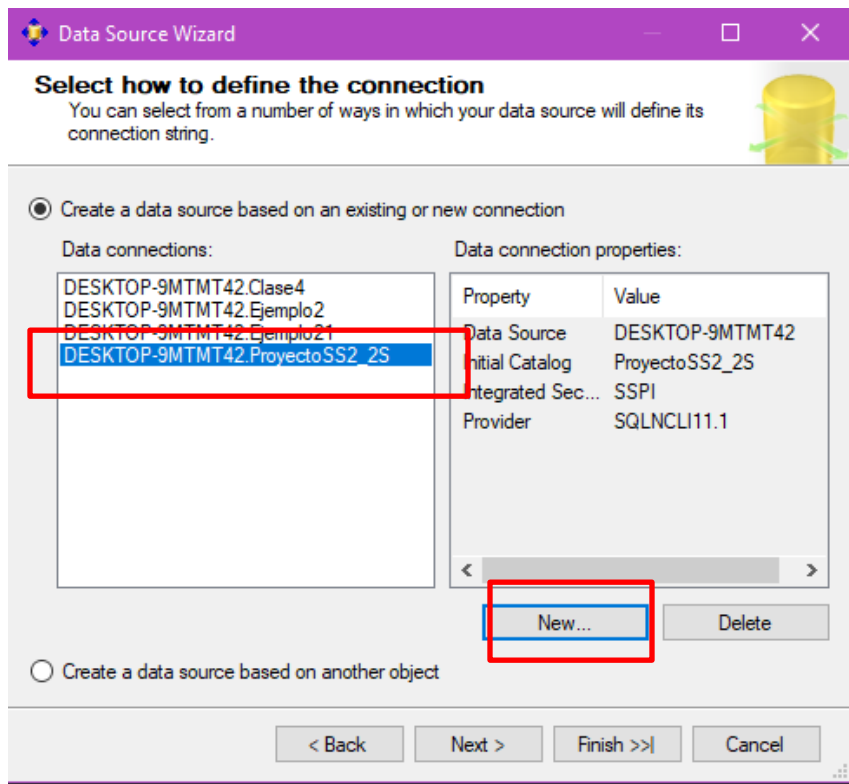 Data Source Wizard
Select how to define the connection
You can select from a number of ways in which your data source will define its
connection string.
Create a data source based on an existing or new connection
Data connections:
DESKTOP-9MTMT42.Clase4
DESKTOP-9MTMT42.Ejemplo2
DESKTOP-9MTMT42.Ejemplo21
DESKTOP-9MTMT42.ProyectoSS2_2S
Data connection properties:
Property Value
Data Source DESKTOP-9MTMT42
Initial Catalog ProyectoSS2_2S
Integrated Sec... SSPI
Provider SQLNCLI11.1
New... Delete
Create a data source based on another object
< Back Next > Finish >>| Cancel